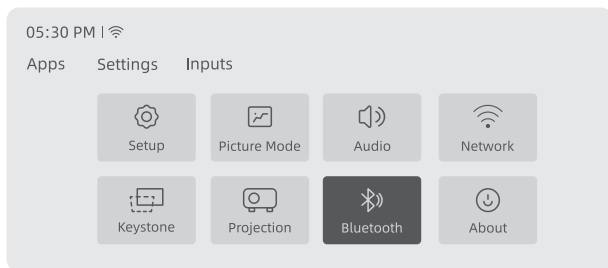 05:30 PM |
Apps Settings Inputs
Setup Picture Mode Audio Network
Keystone Projection Bluetooth About